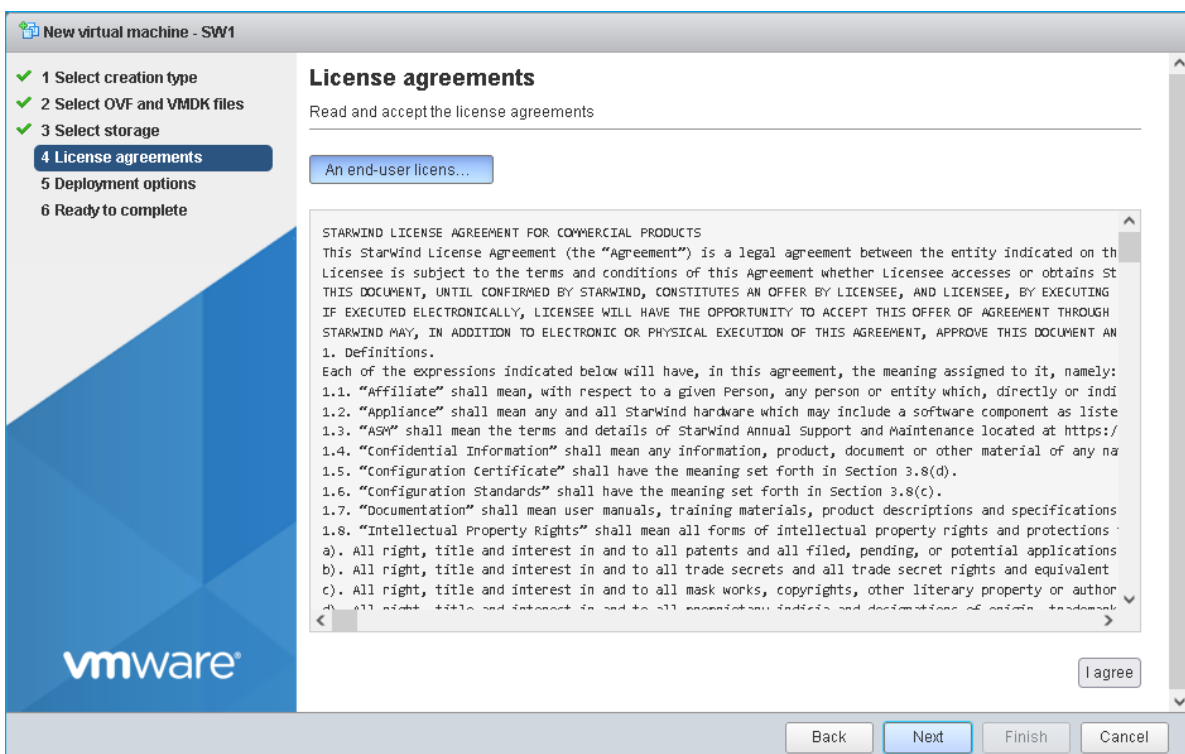 New virtual machine - SW1
1 Select creation type
2 Select OVF and VMDK files
3 Select storage
4 License agreements
5 Deployment options
6 Ready to complete
vmware®
License agreements
Read and accept the license agreements
An end-user licens...
STARWIND LICENSE AGREEMENT FOR COMMERCIAL PRODUCTS
This StarWind License Agreement (the “Agreement”) is a legal agreement between the entity indicated on th
Licensee is subject to the terms and conditions of this Agreement whether Licensee accesses or obtains St
THIS DOCUMENT, UNTIL CONFIRMED BY STARWIND, CONSTITUTES AN OFFER BY LICENSEE, AND LICENSEE, BY EXECUTING
IF EXECUTED ELECTRONICALLY, LICENSEE WILL HAVE THE OPPORTUNITY TO ACCEPT THIS OFFER OF AGREEMENT THROUGH
STARWIND MAY, IN ADDITION TO ELECTRONIC OR PHYSICAL EXECUTION OF THIS AGREEMENT, APPROVE THIS DOCUMENT AN
1. Definitions.
Each of the expressions indicated below will have, in this agreement, the meaning assigned to it, namely:
1.1. “Affiliate” shall mean, with respect to a given Person, any person or entity which, directly or indi
1.2. “Appliance” shall mean any and all StarWind hardware which may include a software component as liste
1.3. “ASM” shall mean the terms and details of StarWind Annual Support and Maintenance located at https:/
1.4. “Confidential Information” shall mean any information, product, document or other material of any na
1.5. “Configuration Certificate” shall have the meaning set forth in Section 3.8(d).
1.6. “Configuration Standards” shall have the meaning set forth in Section 3.8(c).
1.7. “Documentation” shall mean user manuals, training materials, product descriptions and specifications
1.8. “Intellectual Property Rights” shall mean all forms of intellectual property rights and protections
a). All right, title and interest in and to all patents and all filed, pending, or potential applications
b). All right, title and interest in and to all trade secrets and all trade secret rights and equivalent
c). All right, title and interest in and to all mask works, copyrights, other literary property or author
d). All right, title and interest in and to all proprietary indicia and designations of origin, trademark
I agree
Back
Next
Finish
Cancel